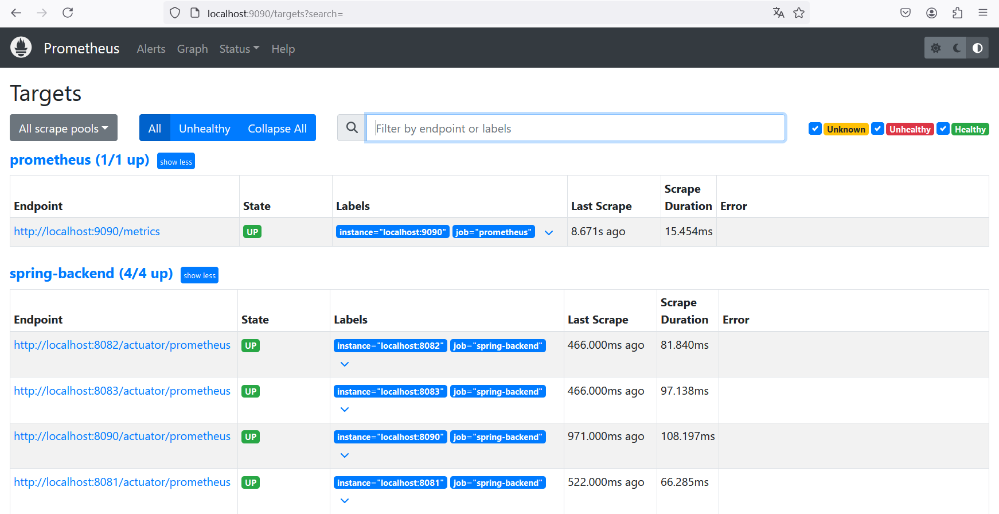 localhost:9090/targets?search=
Prometheus Alerts Graph Status Help
Targets
All scrape pools All Unhealthy Collapse All Filter by endpoint or labels Unknown Unhealthy Healthy
prometheus (1/1 up) show less
Endpoint State Labels Last Scrape Scrape Duration Error
http://localhost:9090/metrics UP instance="localhost:9090" job="prometheus" 8.671s ago 15.454ms
spring-backend (4/4 up) show less
Endpoint State Labels Last Scrape Scrape Duration Error
http://localhost:8082/actuator/prometheus UP instance="localhost:8082" job="spring-backend" 466.000ms ago 81.840ms
http://localhost:8083/actuator/prometheus UP instance="localhost:8083" job="spring-backend" 466.000ms ago 97.138ms
http://localhost:8090/actuator/prometheus UP instance="localhost:8090" job="spring-backend" 971.000ms ago 108.197ms
http://localhost:8081/actuator/prometheus UP instance="localhost:8081" job="spring-backend" 522.000ms ago 66.285ms